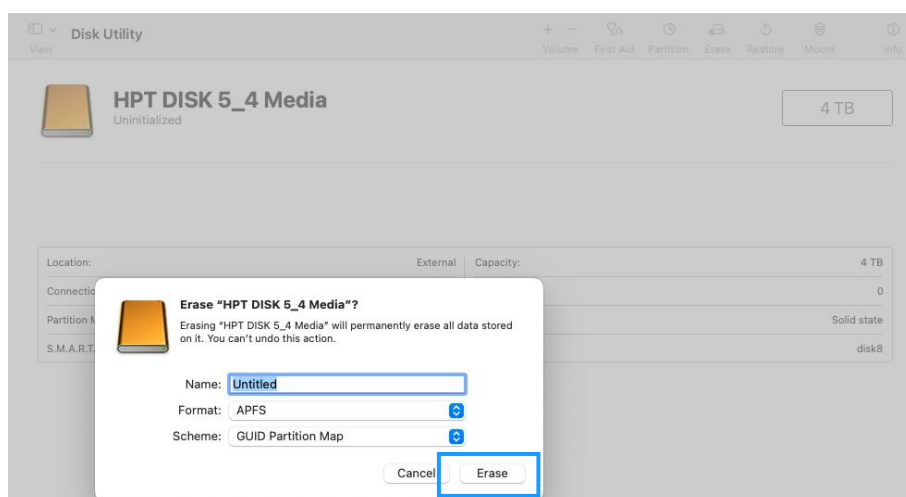 Disk Utility
View
Volume First Aid Partition Erase Restore Mount Info
HPT DISK 5_4 Media
Uninitialized
4 TB
Location: External Capacity: 4 TB
Connectio 0
Partition M Solid state
S.M.A.R.T. disk8
Erase "HPT DISK 5_4 Media"?
Erasing "HPT DISK 5_4 Media" will permanently erase all data stored
on it. You can't undo this action.
Name: Untitled
Format: APFS
Scheme: GUID Partition Map
Cancel Erase